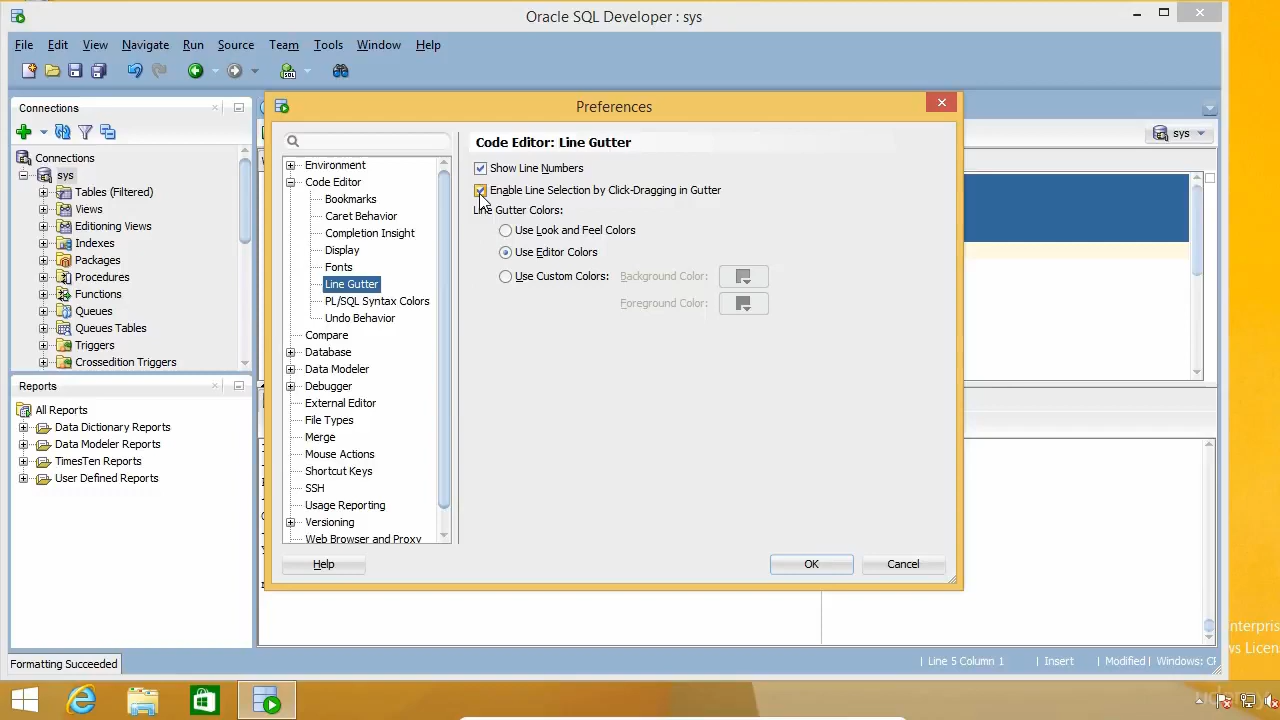 Oracle SQL Developer : sys
File Edit View Navigate Run Source Team Tools Window Help
Connections
Connections
sys
Tables (Filtered)
Views
Editioning Views
Indexes
Packages
Procedures
Functions
Queues
Queues Tables
Triggers
Crossedition Triggers
Reports
All Reports
Data Dictionary Reports
Data Modeler Reports
TimesTen Reports
User Defined Reports
Formatting Succeeded
sys
Preferences
Environment
Code Editor
Bookmarks
Caret Behavior
Completion Insight
Display
Fonts
Line Gutter
PL/SQL Syntax Colors
Undo Behavior
Compare
Database
Data Modeler
Debugger
External Editor
File Types
Merge
Mouse Actions
Shortcut Keys
SSH
Usage Reporting
Versioning
Web Browser and Proxy
Code Editor: Line Gutter
Show Line Numbers
Enable Line Selection by Click-Dragging in Gutter
Line Gutter Colors:
Use Look and Feel Colors
Use Editor Colors
Use Custom Colors: Background Color:
Foreground Color:
Help OK Cancel
Line 5 Column 1 Insert Modified Windows: CR
nterpris
ws Licen
udemy